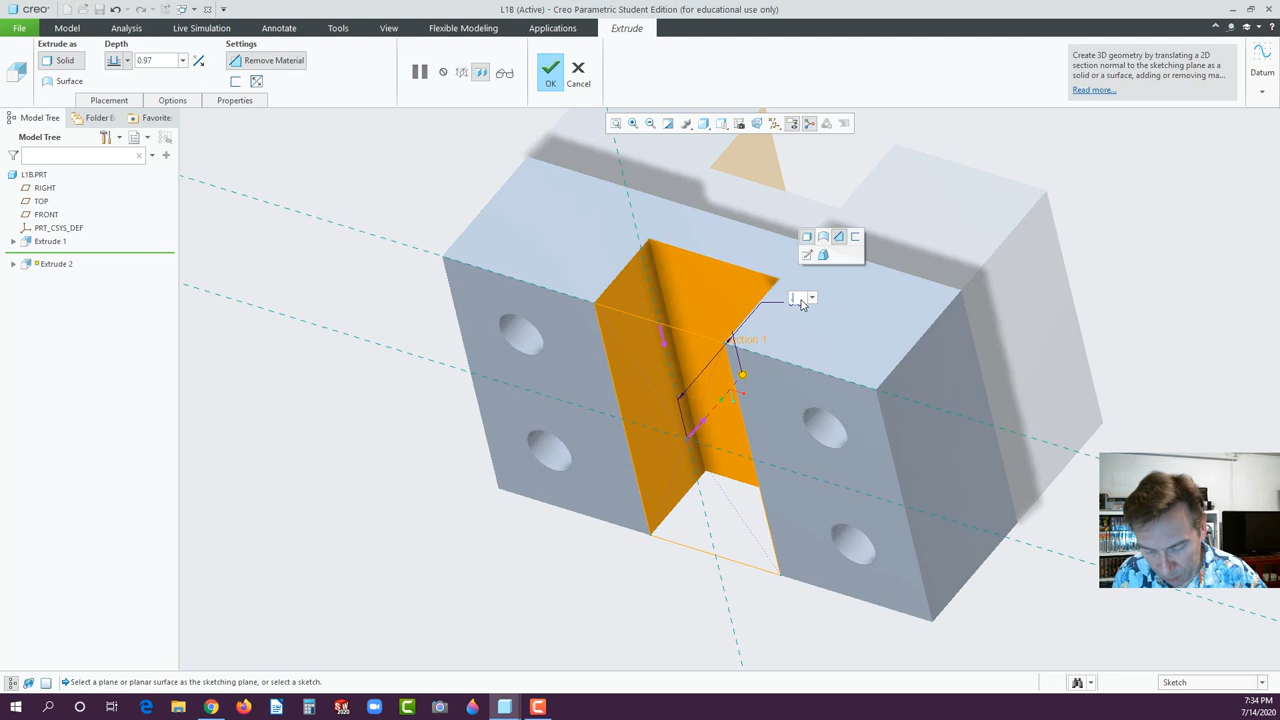 creo
L1B (Active) - Creo Parametric Student Edition (for educational use only)
File Model Analysis Live Simulation Annotate Tools View Flexible Modeling Applications Extrude
Extrude as Depth Settings
Solid 0.97 Remove Material
Surface
OK Cancel
Create 3D geometry by translating a 2D
section normal to the sketching plane as a
solid or a surface, adding or removing ma...
Read more...
Datum
Placement Options Properties
Model Tree Folder B Favorite
Model Tree
L1B.PRT
RIGHT
TOP
FRONT
PRT_CSYS_DEF
Extrude 1
Extrude 2
ction 1
Select a plane or planar surface as the sketching plane, or select a sketch.
Sketch
7:34 PM
7/14/2020